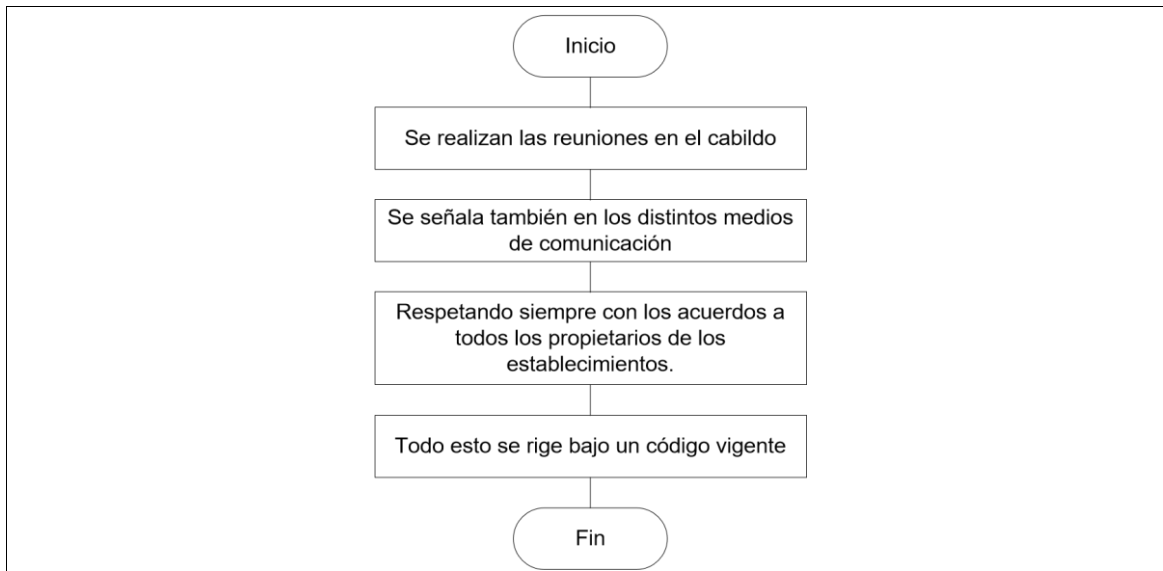 Inicio
Se realizan las reuniones en el cabildo
Se señala también en los distintos medios
de comunicación
Respetando siempre con los acuerdos a
todos los propietarios de los
establecimientos.
Todo esto se rige bajo un código vigente
Fin